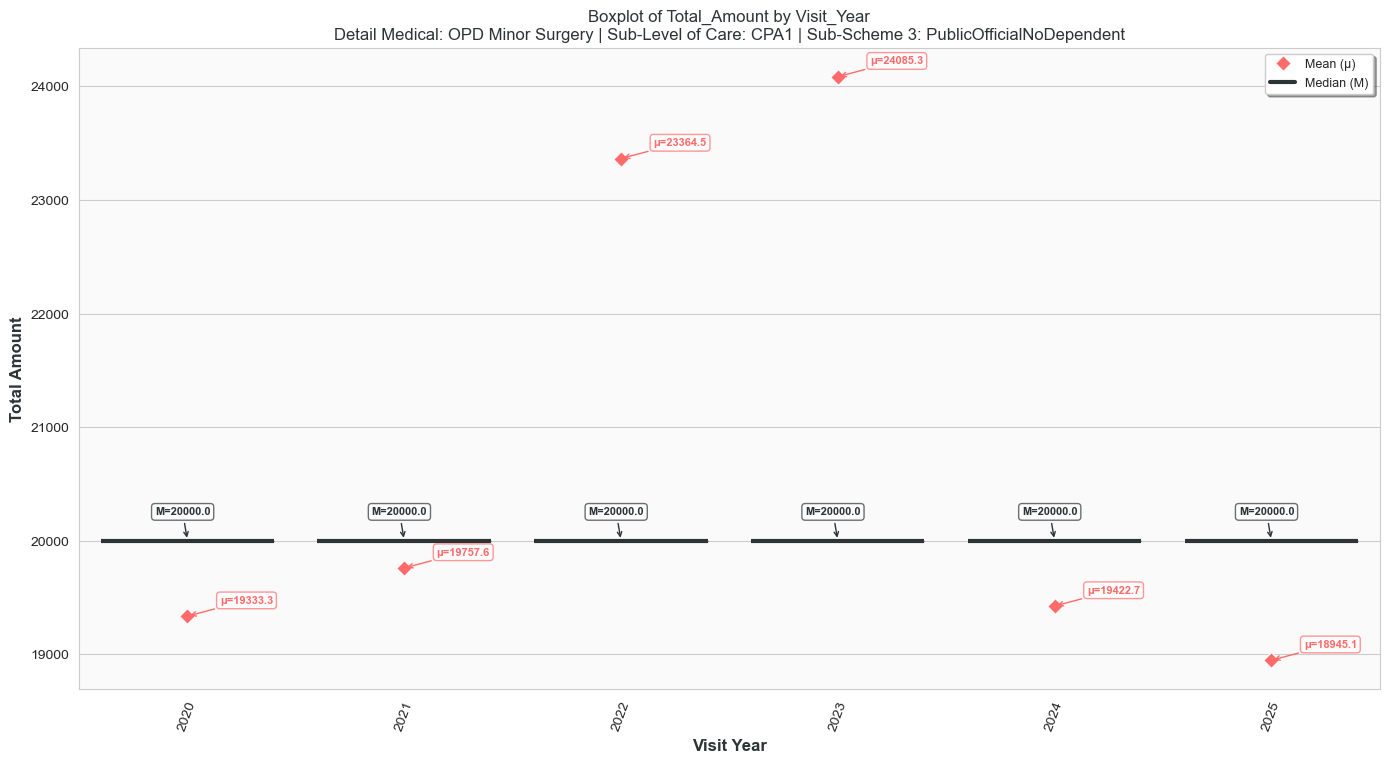 Boxplot of Total_Amount by Visit_Year
Detail Medical: OPD Minor Surgery | Sub-Level of Care: CPA1 | Sub-Scheme 3: PublicOfficialNoDependent
Mean (μ)
Median (M)
Total Amount
24000
23000
22000
21000
20000
19000
μ=24085.3
μ=23364.5
M=20000.0
M=20000.0
M=20000.0
M=20000.0
M=20000.0
M=20000.0
μ=19757.6
μ=19333.3
μ=19422.7
μ=18945.1
2020
2021
2022
2023
2024
2025
Visit Year